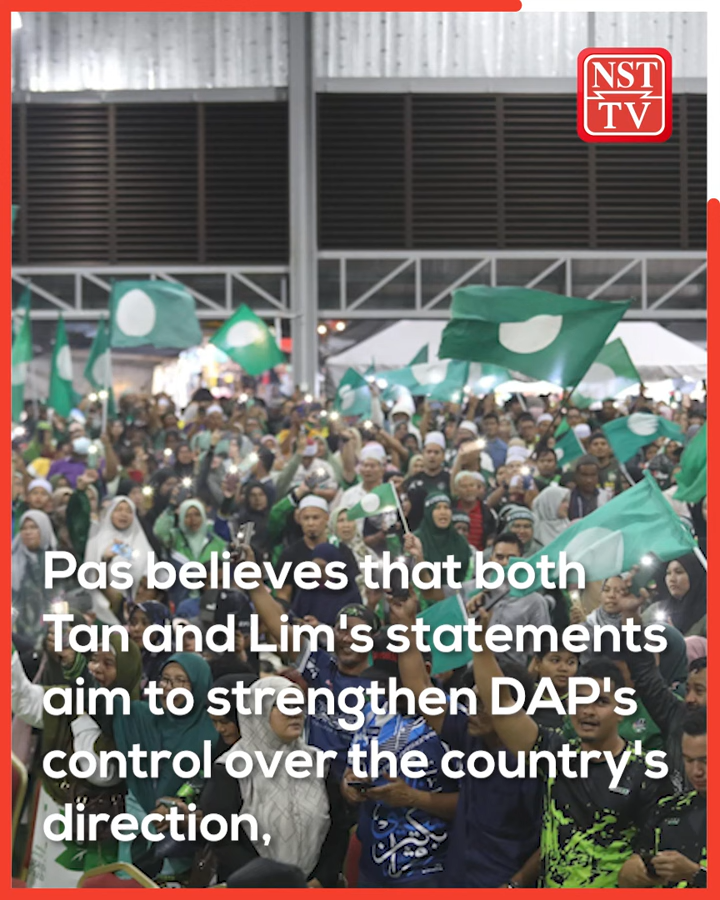 NST
TV
Pas believes that both
Tan and Lim's statements
aim to strengthen DAP's
control over the country's
direction,